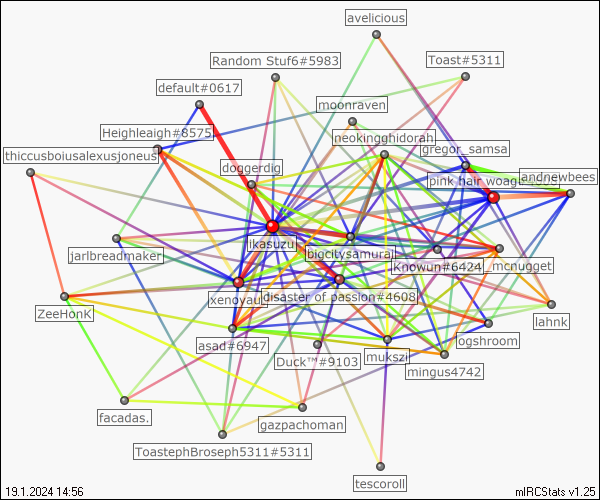 avelicious
Random Stuf6#5983
Toast#5311
default#0617
moonraven
Heighleaigh#8575
neokingghidorah
gregor_samsa
thiccusboiusalexusjoneus
doggerdig
pink hair
andnewbees
ikasuzu
jarlbreadmaker
bigcitysamurai
Knowun#6424
_mcnugget
xenoyau
disaster of passion#4608
ZeeHonk
lahnk
asad#6947
ogshroom
Duck™#9103
mukszi
mingus4742
facadas.
gazpachoman
ToastephBroseph5311#5311
tescoroll
19.1.2024 14:56
mIRCStats v1.25